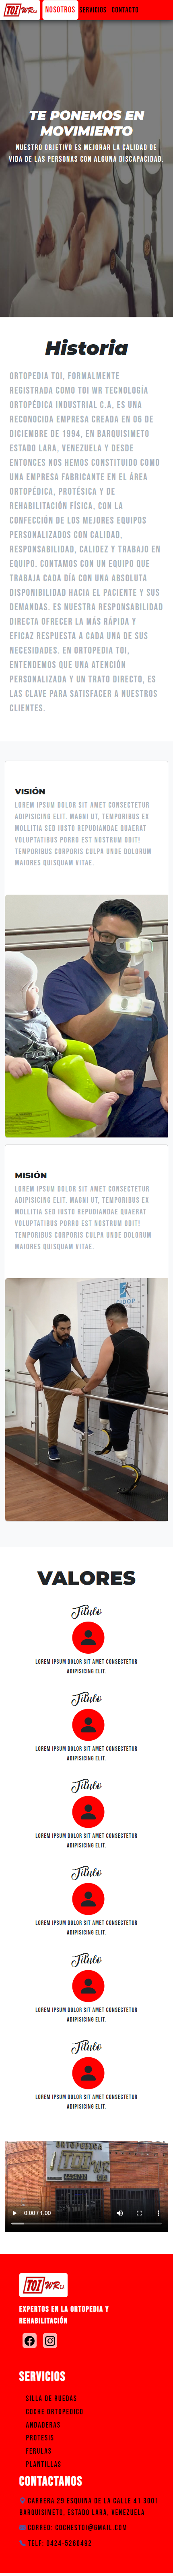 TOI WR C.A
NOSOTROS SERVICIOS CONTACTO
TE PONEMOS EN
MOVIMIENTO
NUESTRO OBJETIVO ES MEJORAR LA CALIDAD DE
VIDA DE LAS PERSONAS CON ALGUNA DISCAPACIDAD.
Historia
ORTOPEDIA TOI, FORMALMENTE
REGISTRADA COMO TOI WR TECNOLOGÍA
ORTOPÉDICA INDUSTRIAL C.A, ES UNA
RECONOCIDA EMPRESA CREADA EN 06 DE
DICIEMBRE DE 1994, EN BARQUISIMETO
ESTADO LARA, VENEZUELA Y DESDE
ENTONCES NOS HEMOS CONSTITUIDO COMO
UNA EMPRESA FABRICANTE EN EL ÁREA
ORTOPÉDICA, PROTÉSICA Y DE
REHABILITACIÓN FÍSICA, CON LA
CONFECCIÓN DE LOS MEJORES EQUIPOS
PERSONALIZADOS CON CALIDAD,
RESPONSABILIDAD, CALIDEZ Y TRABAJO EN
EQUIPO. CONTAMOS CON UN EQUIPO QUE
TRABAJA CADA DÍA CON UNA ABSOLUTA
DISPONIBILIDAD HACIA EL PACIENTE Y SUS
DEMANDAS. ES NUESTRA RESPONSABILIDAD
DIRECTA OFRECER LA MÁS RÁPIDA Y
EFICAZ RESPUESTA A CADA UNA DE SUS
NECESIDADES. EN ORTOPEDIA TOI,
ENTENDEMOS QUE UNA ATENCIÓN
PERSONALIZADA Y UN TRATO DIRECTO, ES
LAS CLAVE PARA SATISFACER A NUESTROS
CLIENTES.
VISIÓN
LOREM IPSUM DOLOR SIT AMET CONSECTETUR
ADIPISICING ELIT. MAGNI UT, TEMPORIBUS EX
MOLLITIA SED IUSTO REPUDIANDAE QUAERAT
VOLUPTATIBUS PORRO EST NOSTRUM ODIT!
TEMPORIBUS CORPORIS CULPA UNDE DOLORUM
MAIORES QUISQUAM VITAE.
MISIÓN
LOREM IPSUM DOLOR SIT AMET CONSECTETUR
ADIPISICING ELIT. MAGNI UT, TEMPORIBUS EX
MOLLITIA SED IUSTO REPUDIANDAE QUAERAT
VOLUPTATIBUS PORRO EST NOSTRUM ODIT!
TEMPORIBUS CORPORIS CULPA UNDE DOLORUM
MAIORES QUISQUAM VITAE.
VALORES
Título
LOREM IPSUM DOLOR SIT AMET CONSECTETUR
ADIPISICING ELIT.
Título
LOREM IPSUM DOLOR SIT AMET CONSECTETUR
ADIPISICING ELIT.
Título
LOREM IPSUM DOLOR SIT AMET CONSECTETUR
ADIPISICING ELIT.
Título
LOREM IPSUM DOLOR SIT AMET CONSECTETUR
ADIPISICING ELIT.
Título
LOREM IPSUM DOLOR SIT AMET CONSECTETUR
ADIPISICING ELIT.
Título
LOREM IPSUM DOLOR SIT AMET CONSECTETUR
ADIPISICING ELIT.
0:00 / 1:00
TOI WR C.A
EXPERTOS EN LA ORTOPEDIA Y
REHABILITACIÓN
SERVICIOS
SILLA DE RUEDAS
COCHE ORTOPEDICO
ANDADERAS
PROTESIS
FERULAS
PLANTILLAS
CONTACTANOS
CARRERA 29 ESQUINA DE LA CALLE 41 3001
BARQUISIMETO, ESTADO LARA, VENEZUELA
CORREO: COCHESTOI@GMAIL.COM
TELF: 0424-5280482